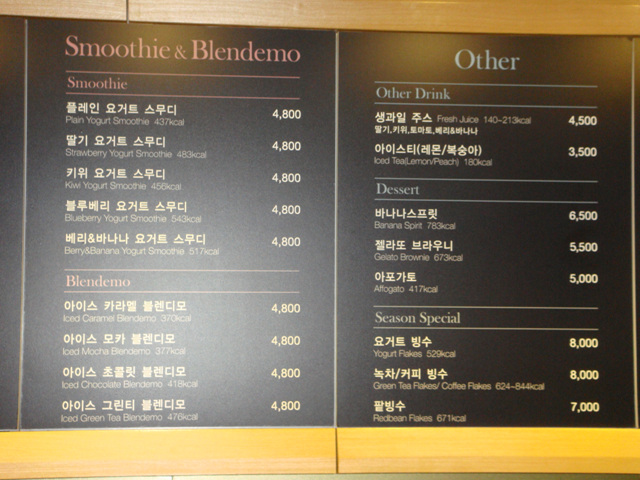 Smoothie & Blendemo
Smoothie
플레인 요거트 스무디 4,800
Plain Yogurt Smoothie 437kcal
딸기 요거트 스무디 4,800
Strawberry Yogurt Smoothie 483kcal
키위 요거트 스무디 4,800
Kiwi Yogurt Smoothie 456kcal
블루베리 요거트 스무디 4,800
Blueberry Yogurt Smoothie 543kcal
베리&바나나 요거트 스무디 4,800
Berry&Banana Yogurt Smoothie 517kcal
Blendemo
아이스 카라멜 블렌디모 4,800
Iced Caramel Blendemo 370kcal
아이스 모카 블렌디모 4,800
Iced Mocha Blendemo 377kcal
아이스 초콜릿 블렌디모 4,800
Iced Chocolate Blendemo 418kcal
아이스 그린티 블렌디모 4,800
Iced Green Tea Blendemo 476kcal
Other
Other Drink
생과일 주스 Fresh Juice 140~213kcal 4,500
딸기,키위,토마토,베리&바나나
아이스티(레몬/복숭아) 3,500
Iced Tea(Lemon/Peach) 180kcal
Dessert
바나나스프릿 6,500
Banana Spirit 783kcal
젤라또 브라우니 5,500
Gelato Brownie 673kcal
아포가토 5,000
Affogato 417kcal
Season Special
요거트 빙수 8,000
Yogurt Flakes 529kcal
녹차/커피 빙수 8,000
Green Tea Flakes/ Coffee Flakes 624~844kcal
팥빙수 7,000
Redbean Flakes 671kcal